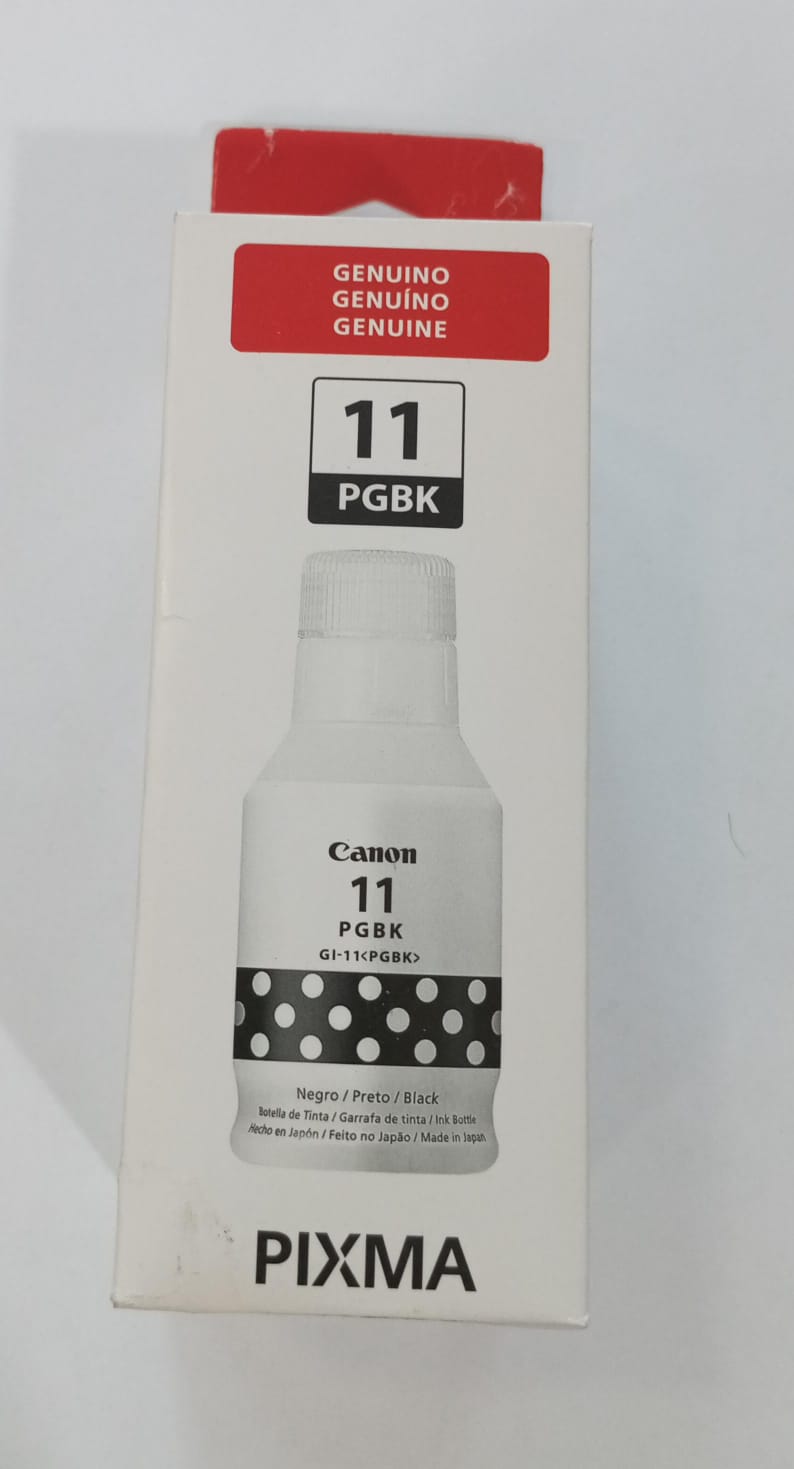 GENUINO
GENUÍNO
GENUINE
11
PGBK
Canon
11
PGBK
GI-11<PGBK>
Negro / Preto / Black
Botella de Tinta / Garrafa de tinta / Ink Bottle
Hecho en Japón / Feito no Japão / Made in Japan
PIXMA